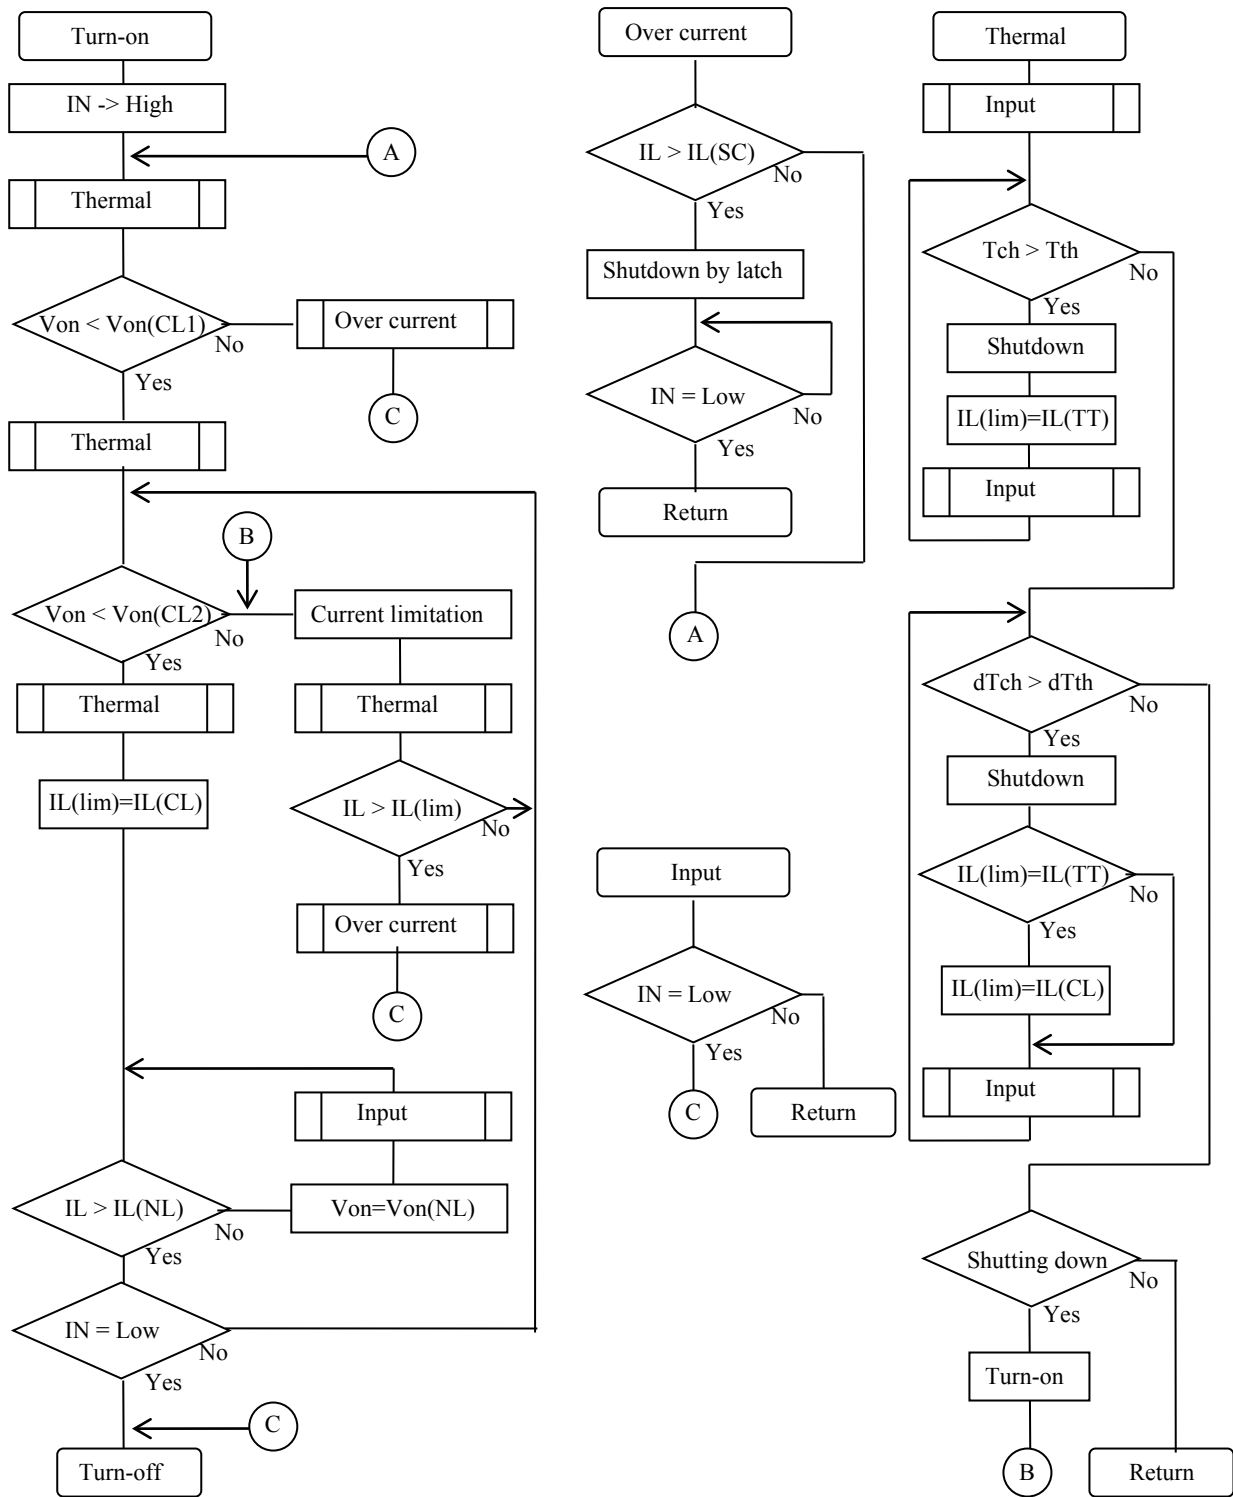 Turn-on
IN -> High
A
Thermal
Von < Von(CL1)
No
Over current
Yes
C
Thermal
B
Von < Von(CL2)
No
Current limitation
Yes
Thermal
Thermal
IL(lim)=IL(CL)
IL > IL(lim)
No
Yes
Over current
C
Input
IL > IL(NL)
No
Von=Von(NL)
Yes
IN = Low
No
Yes
C
Turn-off
Over current
IL > IL(SC)
No
Yes
Shutdown by latch
IN = Low
No
Yes
Return
A
Input
IN = Low
No
Yes
C
Return
Thermal
Input
Tch > Tth
No
Yes
Shutdown
IL(lim)=IL(TT)
Input
dTch > dTth
No
Yes
Shutdown
IL(lim)=IL(TT)
No
Yes
IL(lim)=IL(CL)
Input
Shutting down
No
Yes
Turn-on
B
Return